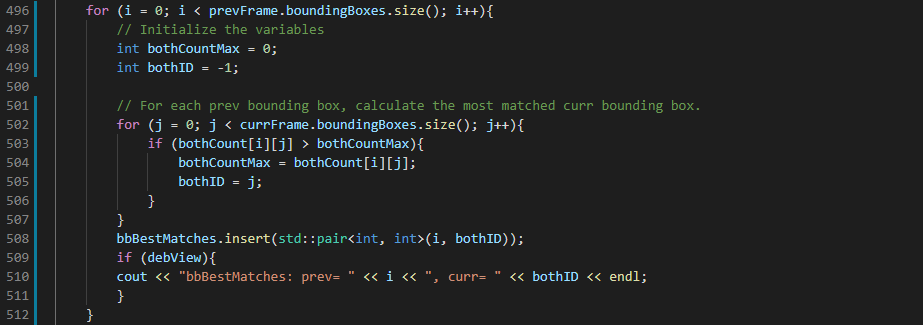 496 for (i = 0; i < prevFrame.boundingBoxes.size(); i++){
497 // Initialize the variables
498 int bothCountMax = 0;
499 int bothID = -1;
500
501 // For each prev bounding box, calculate the most matched curr bounding box.
502 for (j = 0; j < currFrame.boundingBoxes.size(); j++){
503 if (bothCount[i][j] > bothCountMax){
504 bothCountMax = bothCount[i][j];
505 bothID = j;
506 }
507 }
508 bbBestMatches.insert(std::pair<int, int>(i, bothID));
509 if (debView){
510 cout << "bbBestMatches: prev= " << i << ", curr= " << bothID << endl;
511 }
512 }